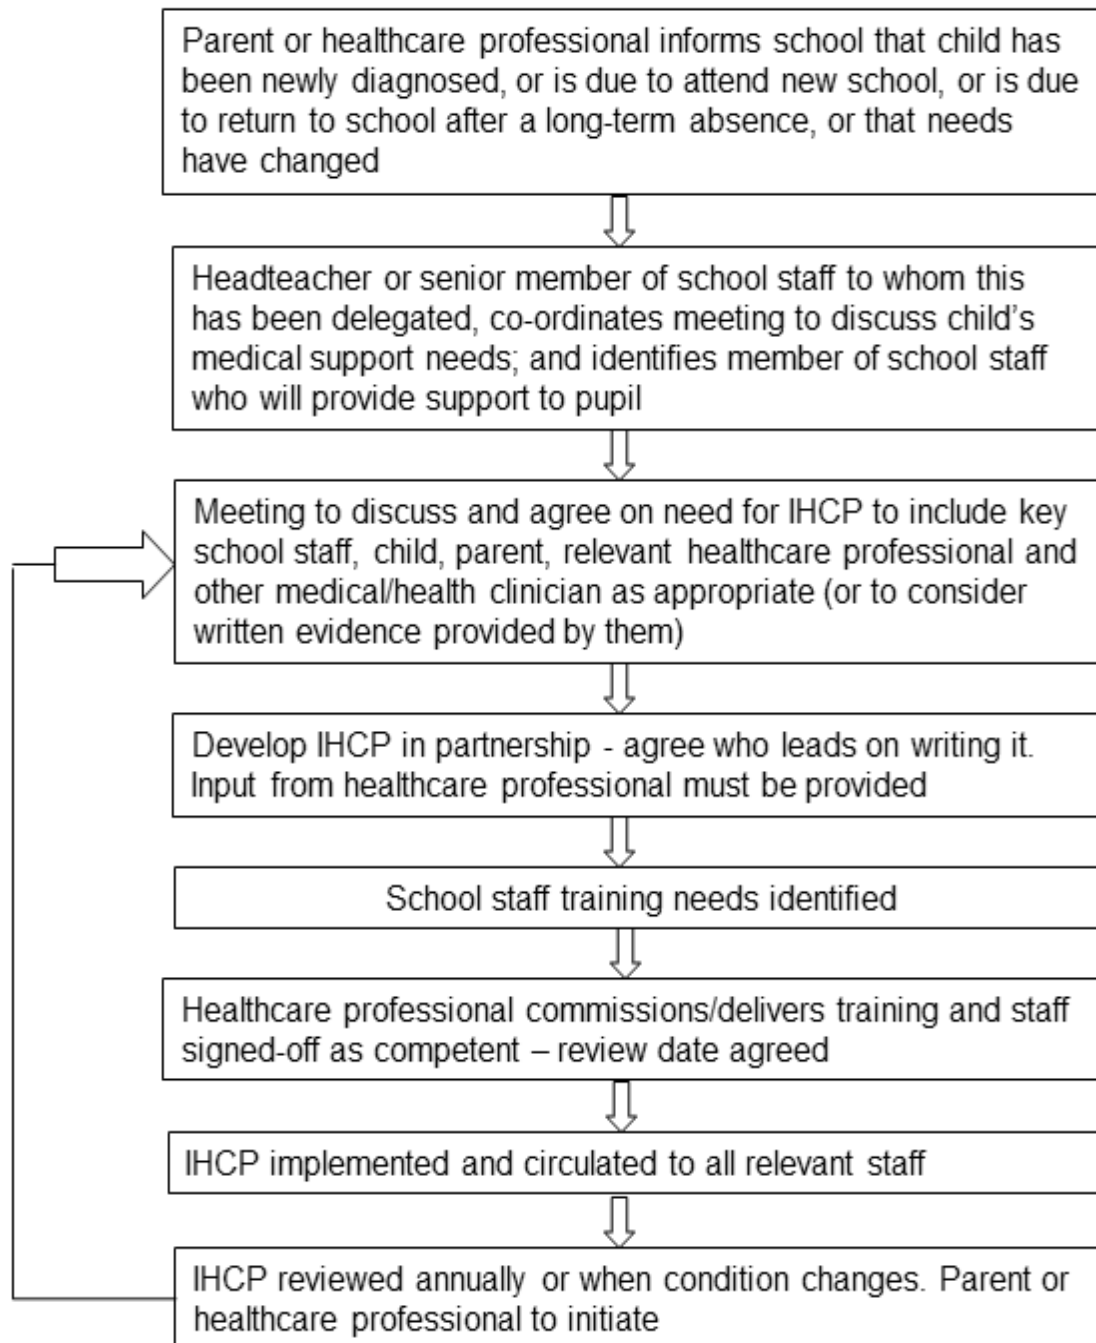 Parent or healthcare professional informs school that child has
been newly diagnosed, or is due to attend new school, or is due
to return to school after a long-term absence, or that needs
have changed
Headteacher or senior member of school staff to whom this
has been delegated, co-ordinates meeting to discuss child's
medical support needs; and identifies member of school staff
who will provide support to pupil
Meeting to discuss and agree on need for IHCP to include key
school staff, child, parent, relevant healthcare professional and
other medical/health clinician as appropriate (or to consider
written evidence provided by them)
Develop IHCP in partnership - agree who leads on writing it.
Input from healthcare professional must be provided
School staff training needs identified
Healthcare professional commissions/delivers training and staff
signed-off as competent – review date agreed
IHCP implemented and circulated to all relevant staff
IHCP reviewed annually or when condition changes. Parent or
healthcare professional to initiate